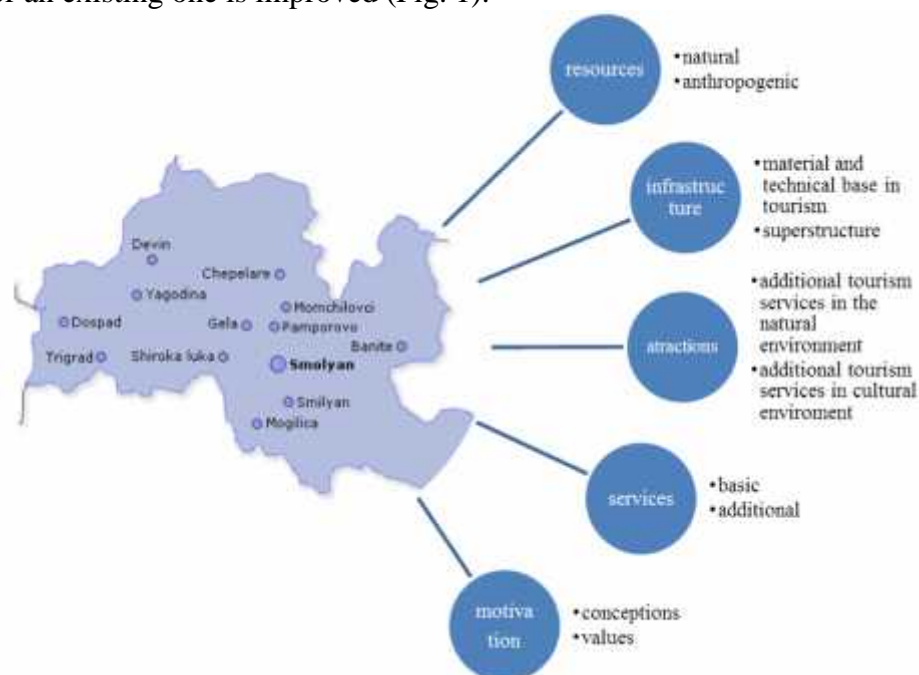 or an existing one is improved (Fig. 1).
resources
•natural
•anthropogenic
infrastruc
ture
•material and
technical base in
tourism
•superstructure
atractions
•additional tourism
services in the
natural
environment
•additional tourism
services in cultural
enviroment
services
•basic
•additional
motiva
tion
•conceptions
•values
Devin
Chepelare
Yagodina
Momchilovci
Dospad
Gela
Pamporovo
Banite
Trigrad
Shiroka luka
Smolyan
Smilyan
Mogilica